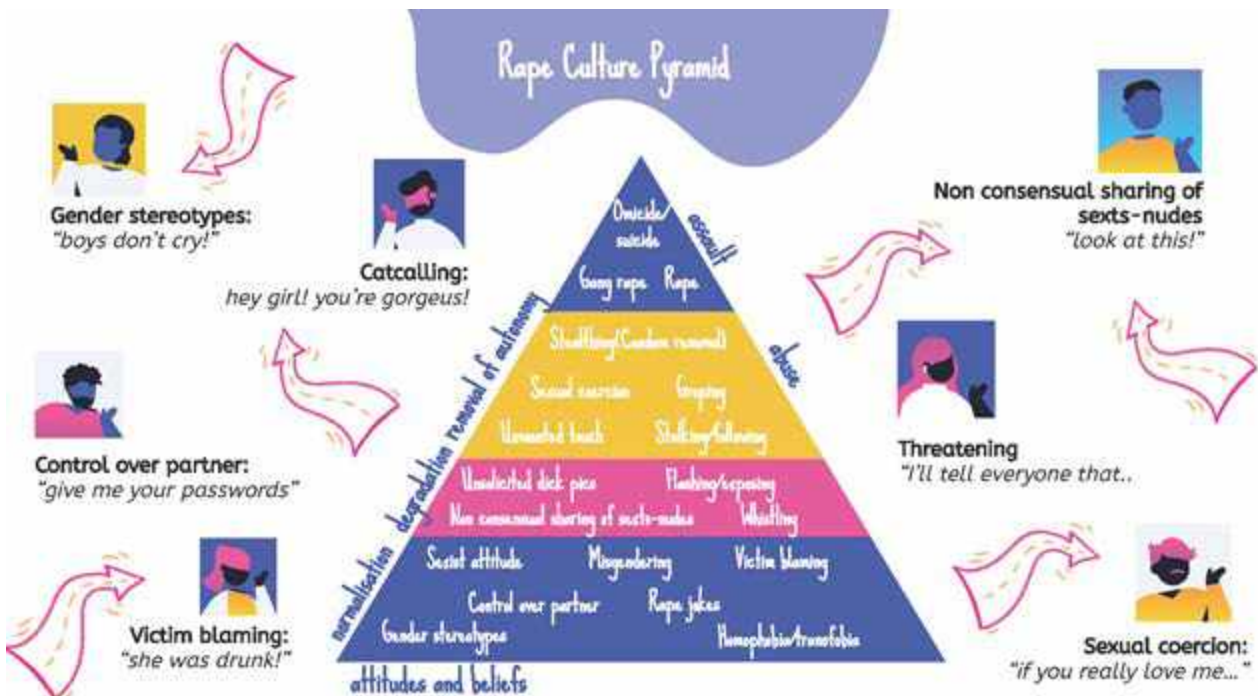 Rape Culture Pyramid
Gender stereotypes:
"boys don't cry!"
Catcalling:
hey girl! you're gorgeus!
Control over partner:
"give me your passwords"
Victim blaming:
"she was drunk!"
Omicide/
suicide
Gang rape Rape
Stealthing(Condom removal)
Sexual coercion Groping
Unwanted touch Stalking/following
Unsolicited dick pics Flashing/exposing
Non consensual sharing of sexts-nudes Whistling
Sexist attitude Misgendering Victim blaming
Control over partner Rape jokes
Gender stereotypes Homophobia/transfobia
normalisation degradation removal of autonomy
assault
abuse
attitudes and beliefs
Non consensual sharing of
sexts-nudes
"look at this!"
Threatening
"I'll tell everyone that..
Sexual coercion:
"if you really love me..."